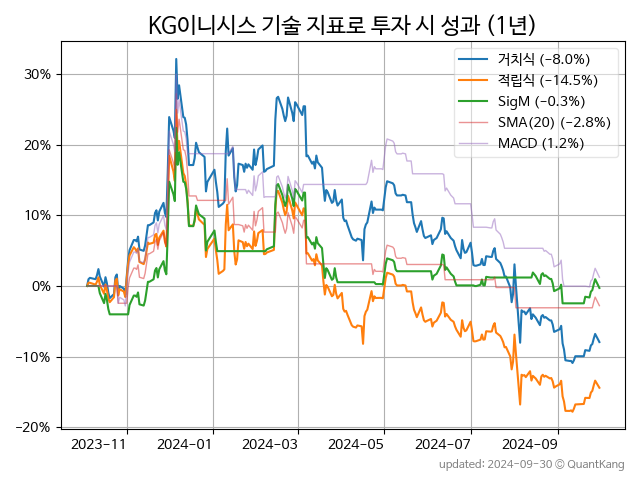 KG이니시스 기술 지표로 투자 시 성과 (1년)
거치식 (−8.0%)
적립식 (−14.5%)
SigM (−0.3%)
SMA(20) (−2.8%)
MACD (1.2%)
30%
20%
10%
0%
−10%
−20%
2023-11 2024-01 2024-03 2024-05 2024-07 2024-09
updated: 2024-09-30 © QuantKang